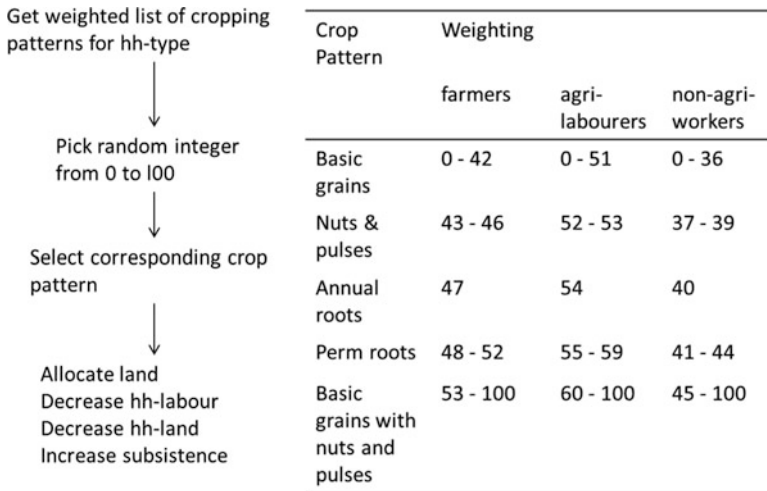 Get weighted list of cropping
patterns for hh-type
Pick random integer
from 0 to l00
Select corresponding crop
pattern
Allocate land
Decrease hh-labour
Decrease hh-land
Increase subsistence
Crop Weighting
Pattern
farmers agri- non-agri-
labourers workers
Basic 0 - 42 0 - 51 0 - 36
grains
Nuts & 43 - 46 52 - 53 37 - 39
pulses
Annual 47 54 40
roots
Perm roots 48 - 52 55 - 59 41 - 44
Basic 53 - 100 60 - 100 45 - 100
grains with
nuts and
pulses